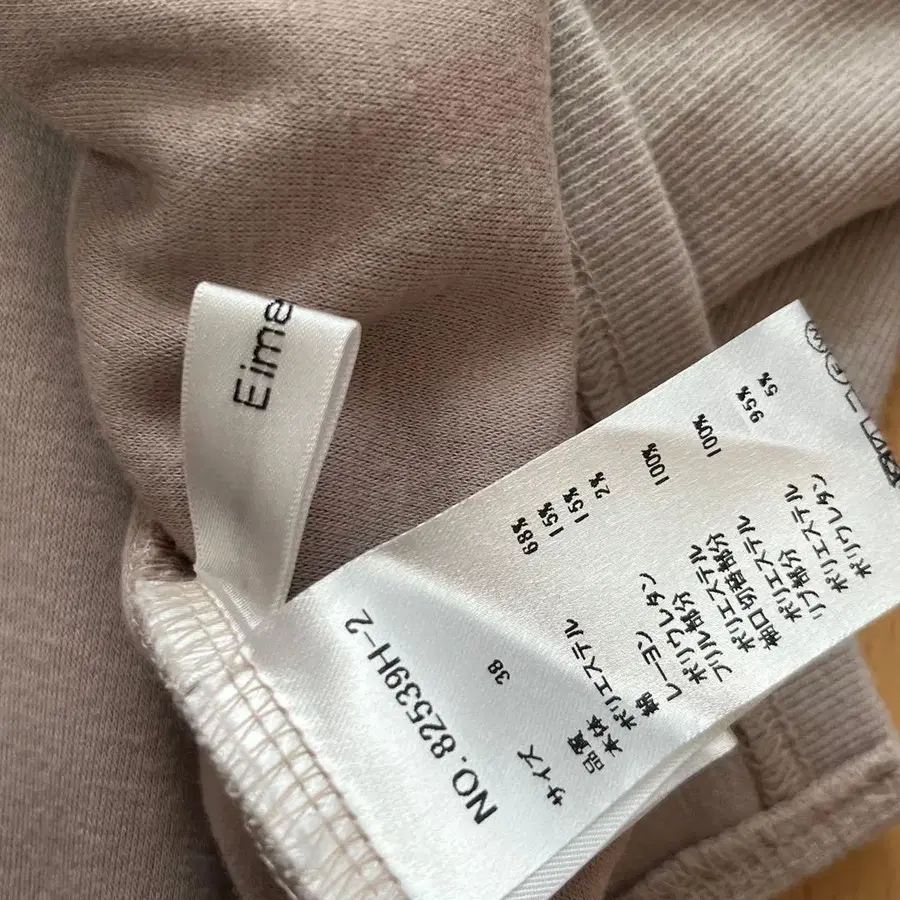 Eime
NO. 82539H-2
サイズ 38
品質
本体
ポリエステル 68%
綿 15%
レーヨン 15%
ポリウレタン 2%
フリル部分
ポリエステル 100%
袖口切替部分
ポリエステル 100%
リブ部分
ポリエステル 95%
ポリウレタン 5%